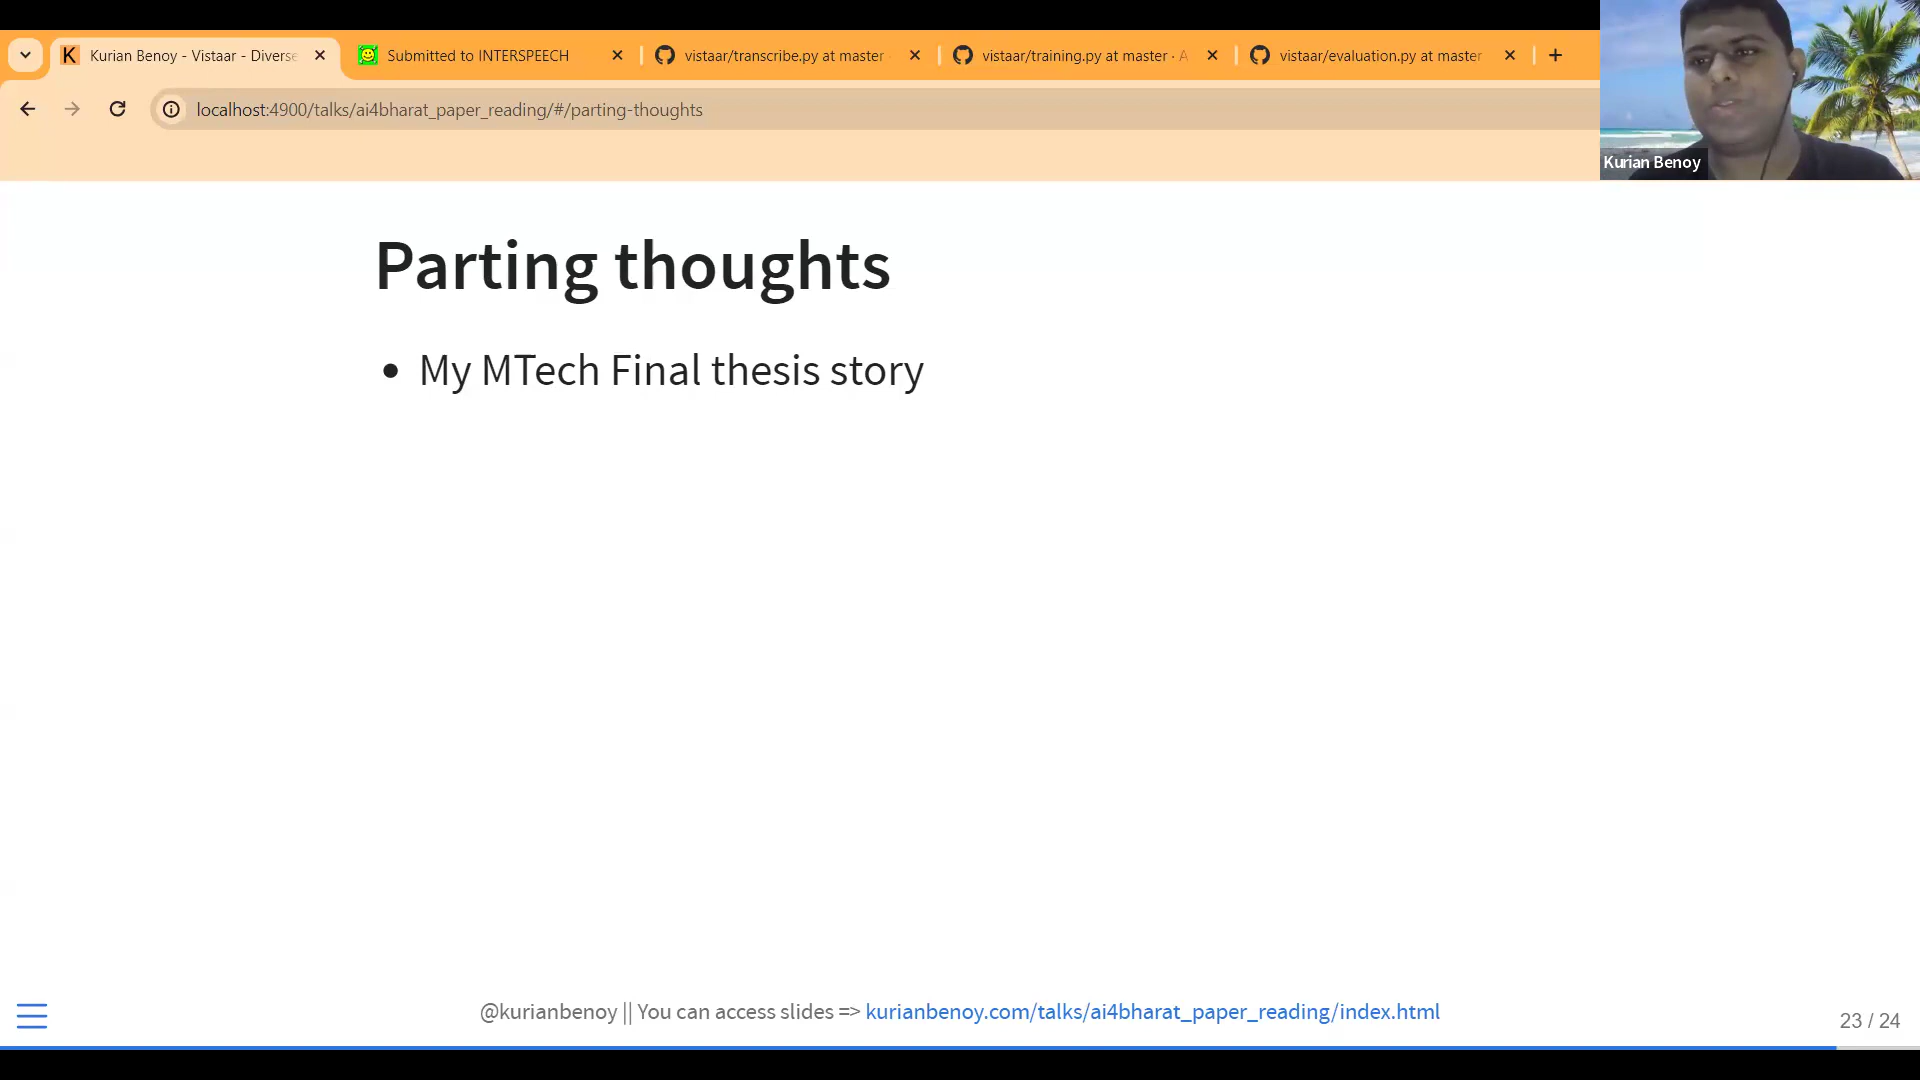 Kurian Benoy - Vistaar - Diverse
Submitted to INTERSPEECH
vistaar/transcribe.py at master ·
vistaar/training.py at master · A
vistaar/evaluation.py at master
localhost:4900/talks/ai4bharat_paper_reading/#/parting-thoughts
Kurian Benoy
Parting thoughts
• My MTech Final thesis story
@kurianbenoy || You can access slides => kurianbenoy.com/talks/ai4bharat_paper_reading/index.html
23 / 24